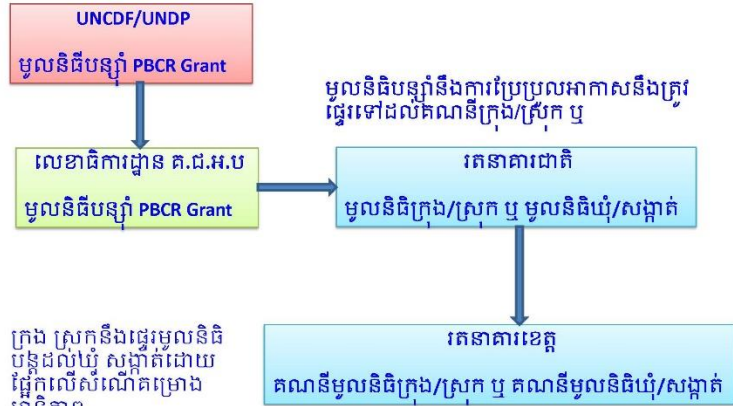 UNCDF/UNDP
មូលនិធីបន្សាំ PBCR Grant
មូលនិធិបន្សាំនឹងការប្រែប្រួលអាកាសនឹងត្រូវ
ផ្ទេរទៅដល់គណនីក្រុង/ស្រុក ឬ
លេខាធិការដ្ឋាន គ.ជ.អ.ប
មូលនិធីបន្សាំ PBCR Grant
រតនាគារជាតិ
មូលនិធិក្រុង/ស្រុក ឬ មូលនិធិឃុំ/សង្កាត់
ក្រុង ស្រុកនឹងផ្ទេរមូលនិធិ
បន្តដល់ឃុំ សង្កាត់ដោយ
ផ្អែកលើសំណើគម្រោង
រតនាគារខេត្ត
គណនីមូលនិធិក្រុង/ស្រុក ឬ គណនីមូលនិធិឃុំ/សង្កាត់